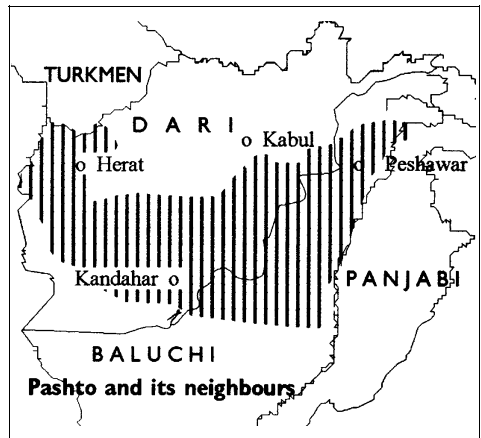 TURKMEN
DARI
Kabul
Herat
Peshawar
Kandahar
PANJABI
BALUCHI
Pashto and its neighbours